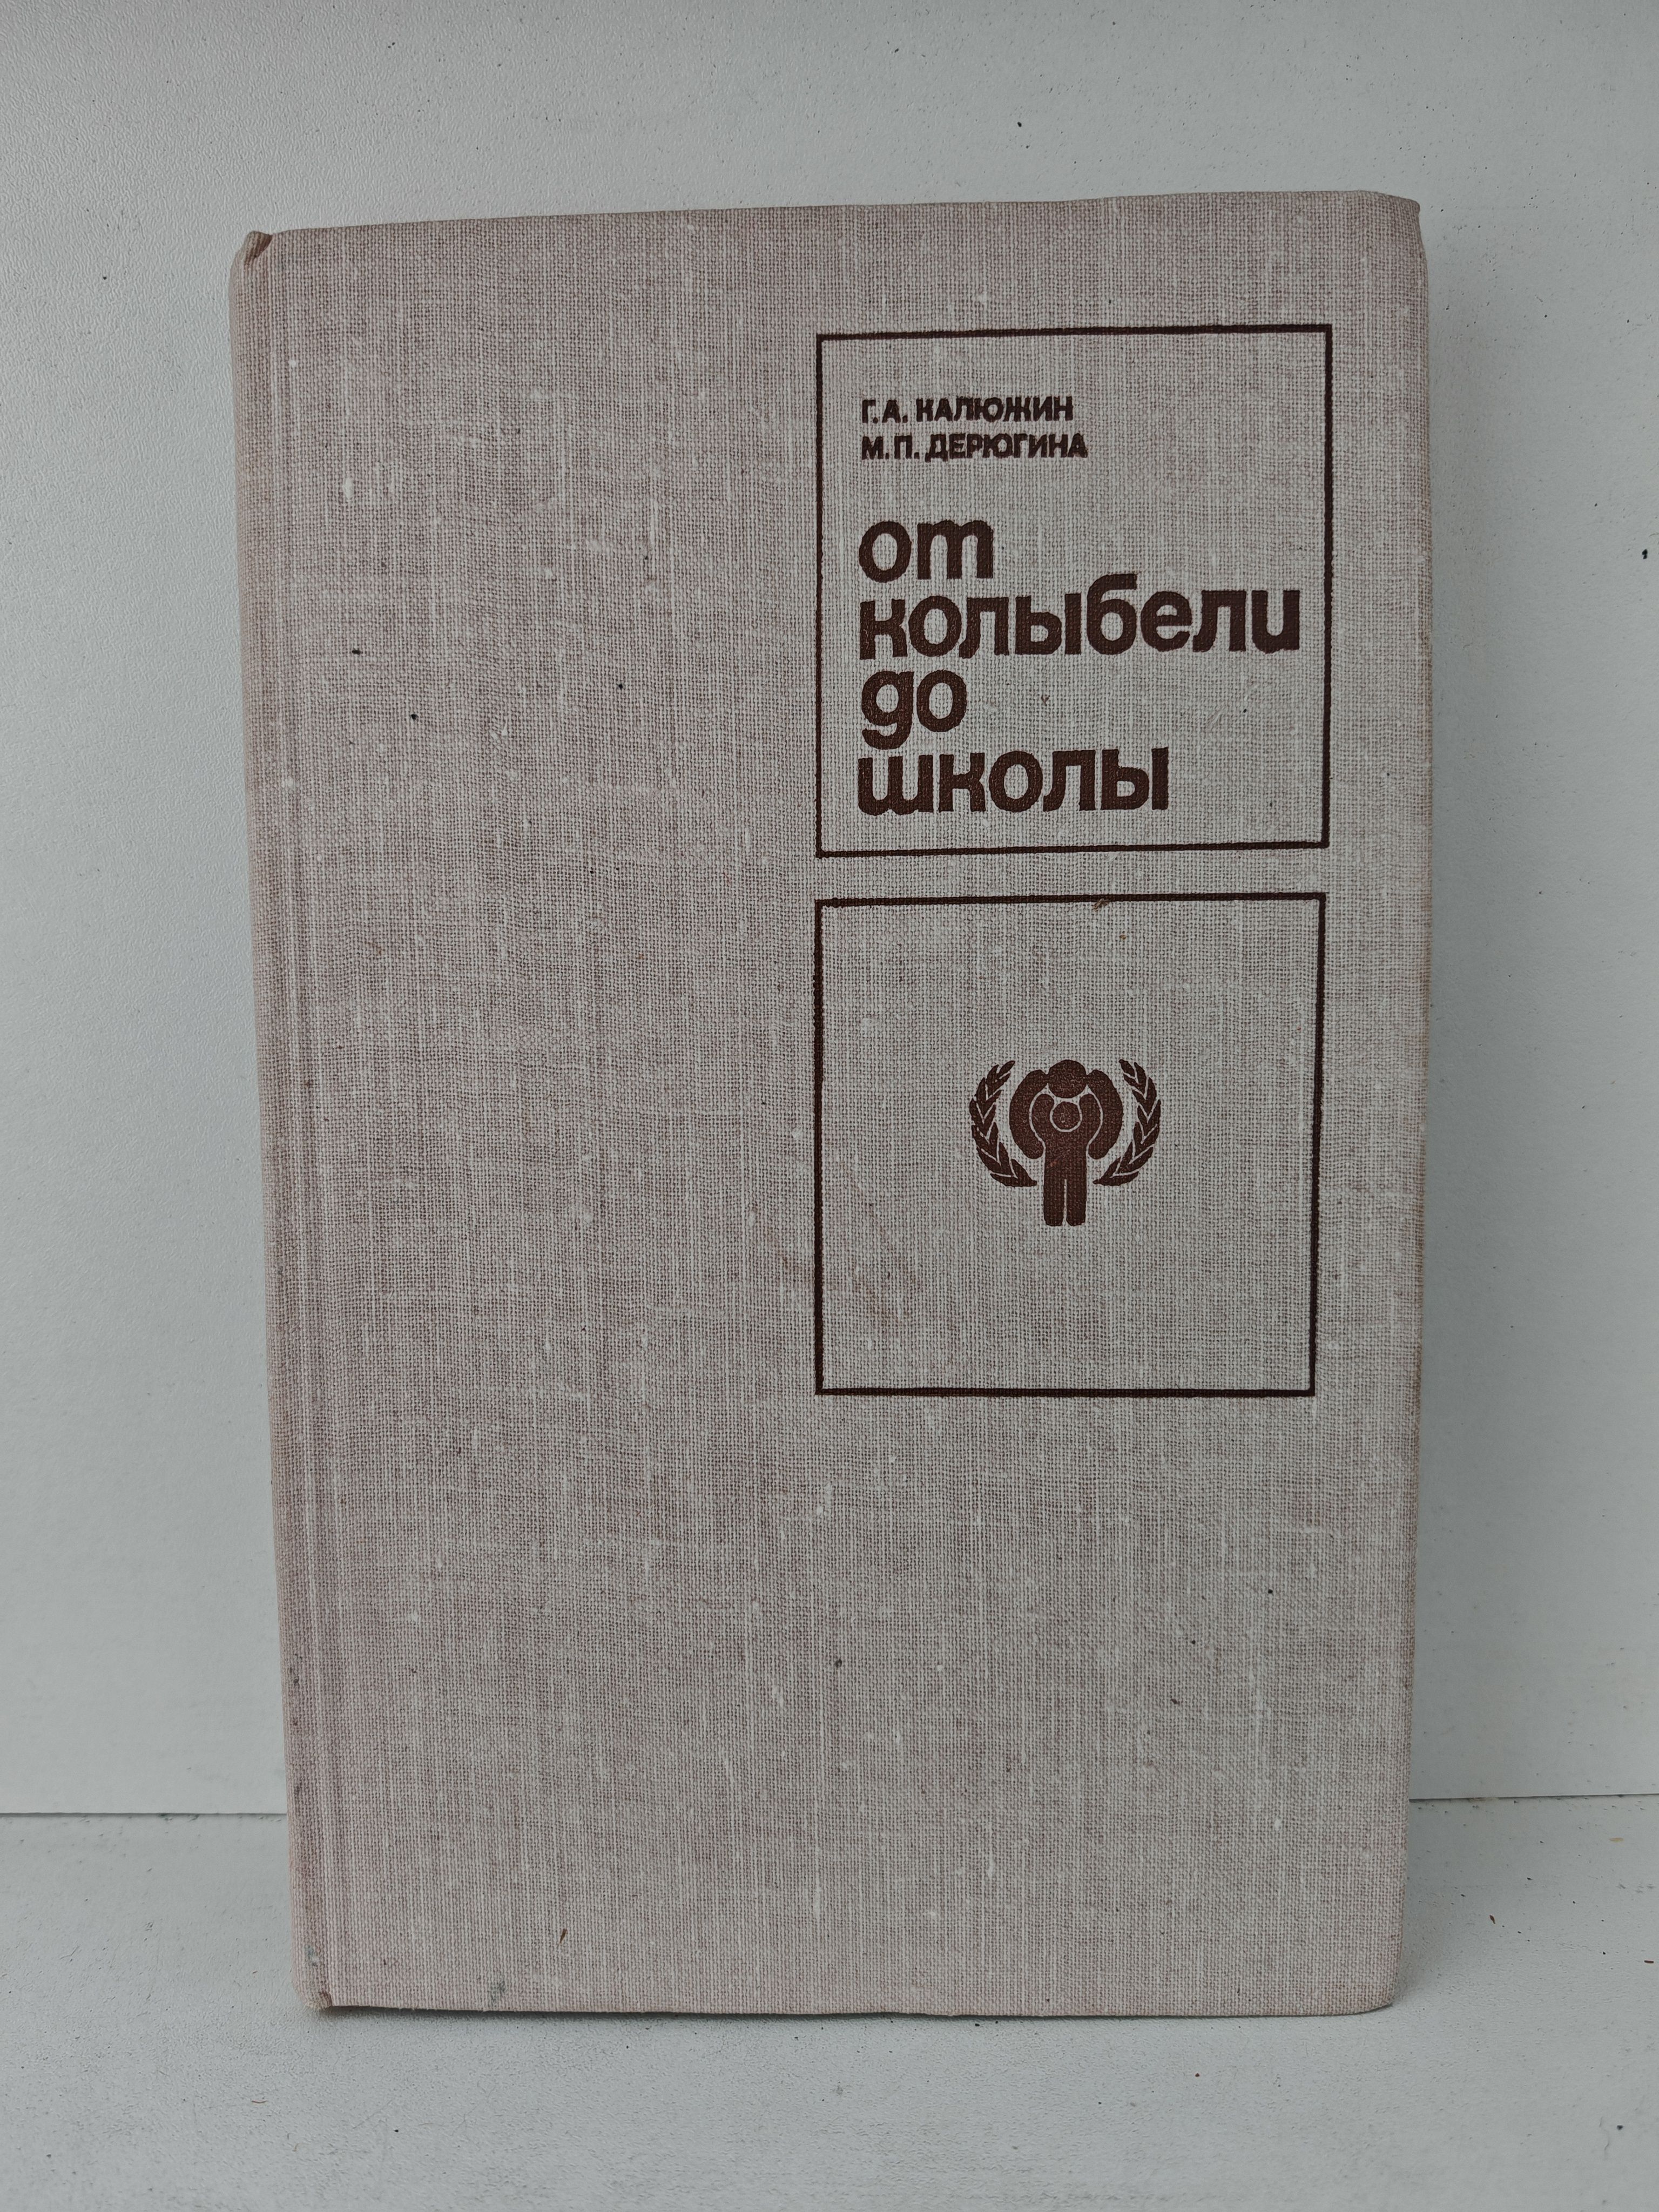 Г.А. КАЛЮЖИН
М.П. ДЕРЮГИНА
от
колыбели
до
школы